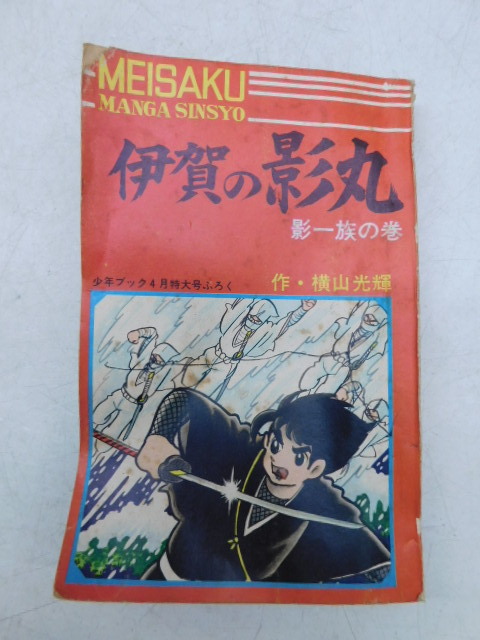 MEISAKU
MANGA SINSYO
伊賀の影丸
影一族の巻
少年ブック4月特大号ふろく
作・横山光輝